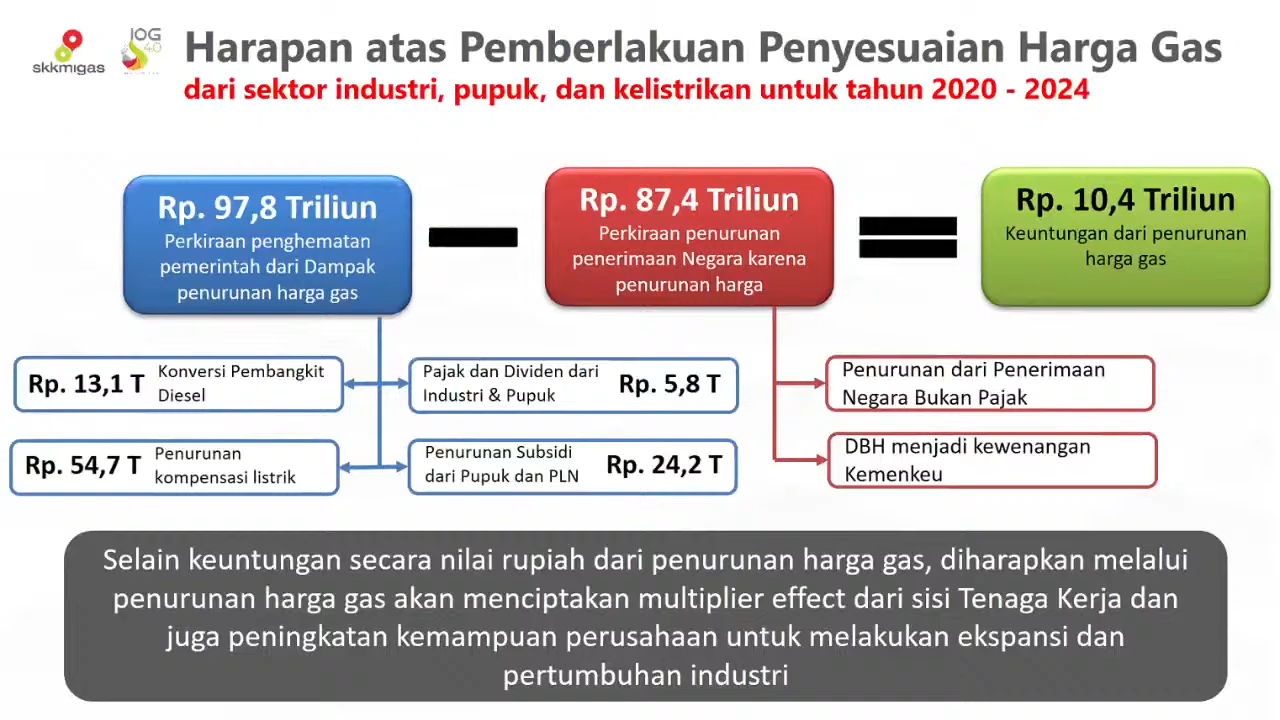 skkmigas
IOG
4.0
Harapan atas Pemberlakuan Penyesuaian Harga Gas
dari sektor industri, pupuk, dan kelistrikan untuk tahun 2020 - 2024
Rp. 97,8 Triliun
Perkiraan penghematan
pemerintah dari Dampak
penurunan harga gas
Rp. 87,4 Triliun
Perkiraan penurunan
penerimaan Negara karena
penurunan harga
Rp. 10,4 Triliun
Keuntungan dari penurunan
harga gas
Rp. 13,1 T
Konversi Pembangkit
Diesel
Pajak dan Dividen dari
Industri & Pupuk
Rp. 5,8 T
Penurunan dari Penerimaan
Negara Bukan Pajak
Rp. 54,7 T
Penurunan
kompensasi listrik
Penurunan Subsidi
dari Pupuk dan PLN
Rp. 24,2 T
DBH menjadi kewenangan
Kemenkeu
Selain keuntungan secara nilai rupiah dari penurunan harga gas, diharapkan melalui
penurunan harga gas akan menciptakan multiplier effect dari sisi Tenaga Kerja dan
juga peningkatan kemampuan perusahaan untuk melakukan ekspansi dan
pertumbuhan industri